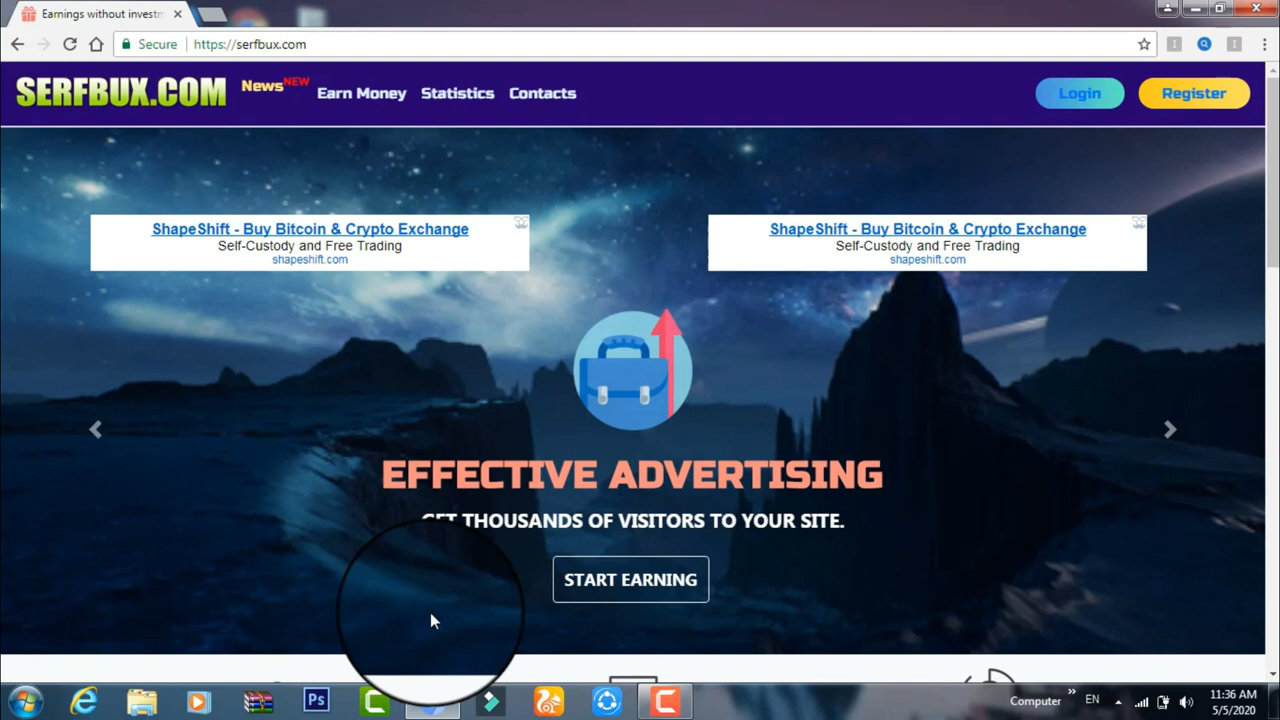 Earnings without investm
Secure
https://serfbux.com
SERFBUX.COM
News NEW
Earn Money
Statistics
Contacts
Login
Register
ShapeShift - Buy Bitcoin & Crypto Exchange
Self-Custody and Free Trading
shapeshift.com
ShapeShift - Buy Bitcoin & Crypto Exchange
Self-Custody and Free Trading
shapeshift.com
EFFECTIVE ADVERTISING
GET THOUSANDS OF VISITORS TO YOUR SITE.
START EARNING
Ps
Computer
EN
11:36 AM
5/5/2020